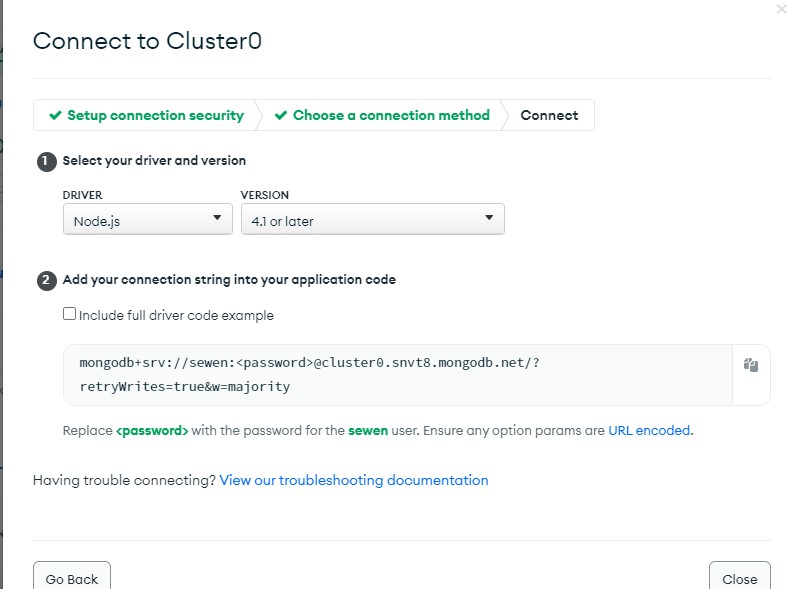 Connect to Cluster0
Setup connection security
Choose a connection method
Connect
1
Select your driver and version
DRIVER
VERSION
Node.js
4.1 or later
2
Add your connection string into your application code
Include full driver code example
mongodb+srv://sewen:<password>@cluster0.snvt8.mongodb.net/?
retryWrites=true&w=majority
Replace <password> with the password for the sewen user. Ensure any option params are URL encoded.
Having trouble connecting? View our troubleshooting documentation
Go Back
Close